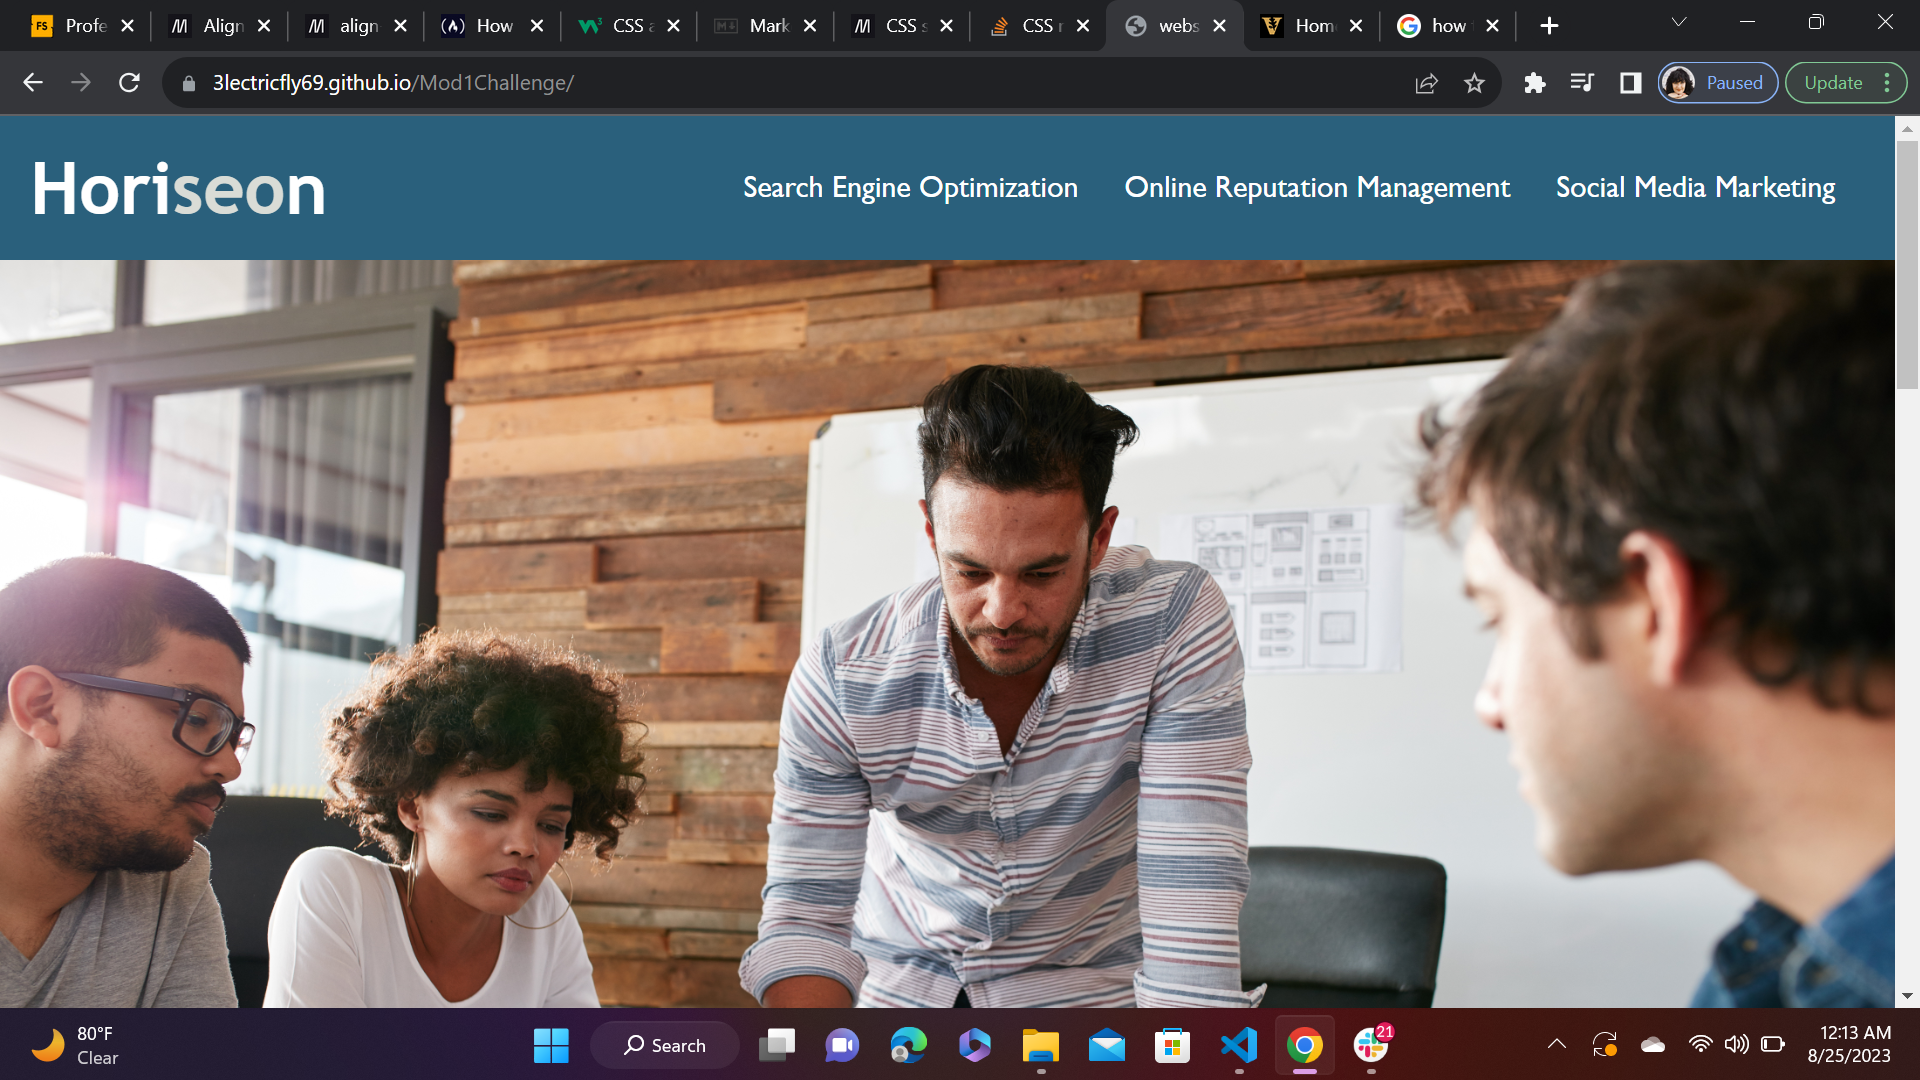 Profe
Align
align
How
CSS a
Mark
CSS s
CSS r
webs
Hom
how
3lectricfly69.github.io/Mod1Challenge/
Paused
Update
Horiseon
Search Engine Optimization
Online Reputation Management
Social Media Marketing
80°F
Clear
Search
21
12:13 AM
8/25/2023